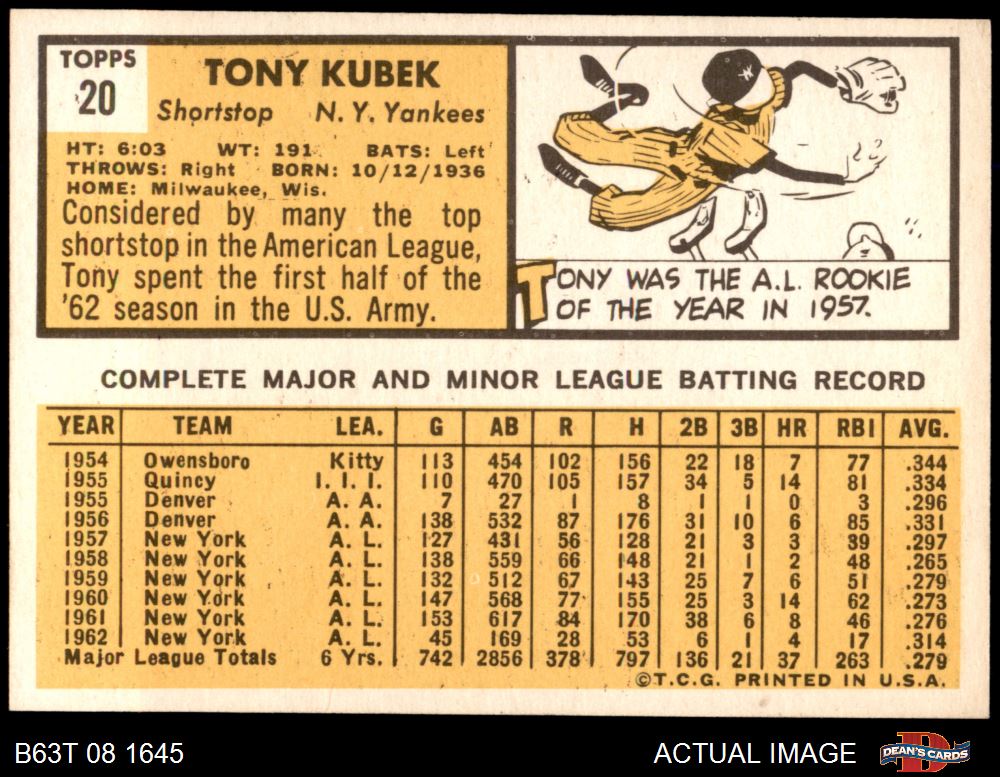 TOPPS
20
TONY KUBEK
Shortstop N. Y. Yankees
HT: 6:03 WT: 191 BATS: Left
THROWS: Right BORN: 10/12/1936
HOME: Milwaukee, Wis.
Considered by many the top
shortstop in the American League,
Tony spent the first half of the
'62 season in the U.S. Army.
TONY WAS THE A.L. ROOKIE
OF THE YEAR IN 1957.
COMPLETE MAJOR AND MINOR LEAGUE BATTING RECORD
YEAR TEAM LEA. G AB R H 2B 3B HR RBI AVG.
1954 Owensboro Kitty 113 454 102 156 22 18 7 77 .344
1955 Quincy I. I. I. 110 470 105 157 34 5 14 81 .334
1955 Denver A. A. 7 27 1 8 1 1 0 3 .296
1956 Denver A. A. 138 532 87 176 31 10 6 85 .331
1957 New York A. L. 127 431 56 128 21 3 3 39 .297
1958 New York A. L. 138 559 66 148 21 1 2 48 .265
1959 New York A. L. 132 512 67 143 25 7 6 51 .279
1960 New York A. L. 147 568 77 155 25 3 14 62 .273
1961 New York A. L. 153 617 84 170 38 6 8 46 .276
1962 New York A. L. 45 169 28 53 6 1 4 17 .314
Major League Totals 6 Yrs. 742 2856 378 797 136 21 37 263 .279
©T.C.G. PRINTED IN U.S.A.
B63T 08 1645 ACTUAL IMAGE DEAN'S CARDS